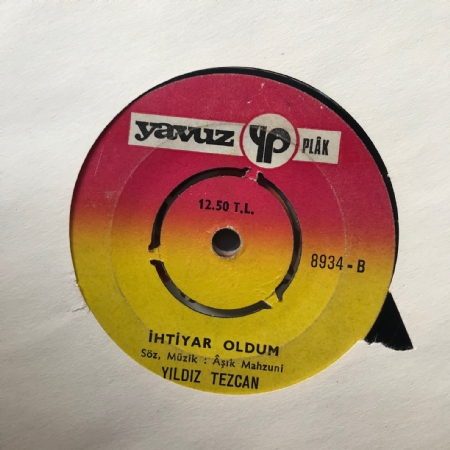 yavuz yp PLÂK
12.50 T.L.
8934 - B
İHTİYAR OLDUM
Söz, Müzik : Âşık Mahzuni
YILDIZ TEZCAN